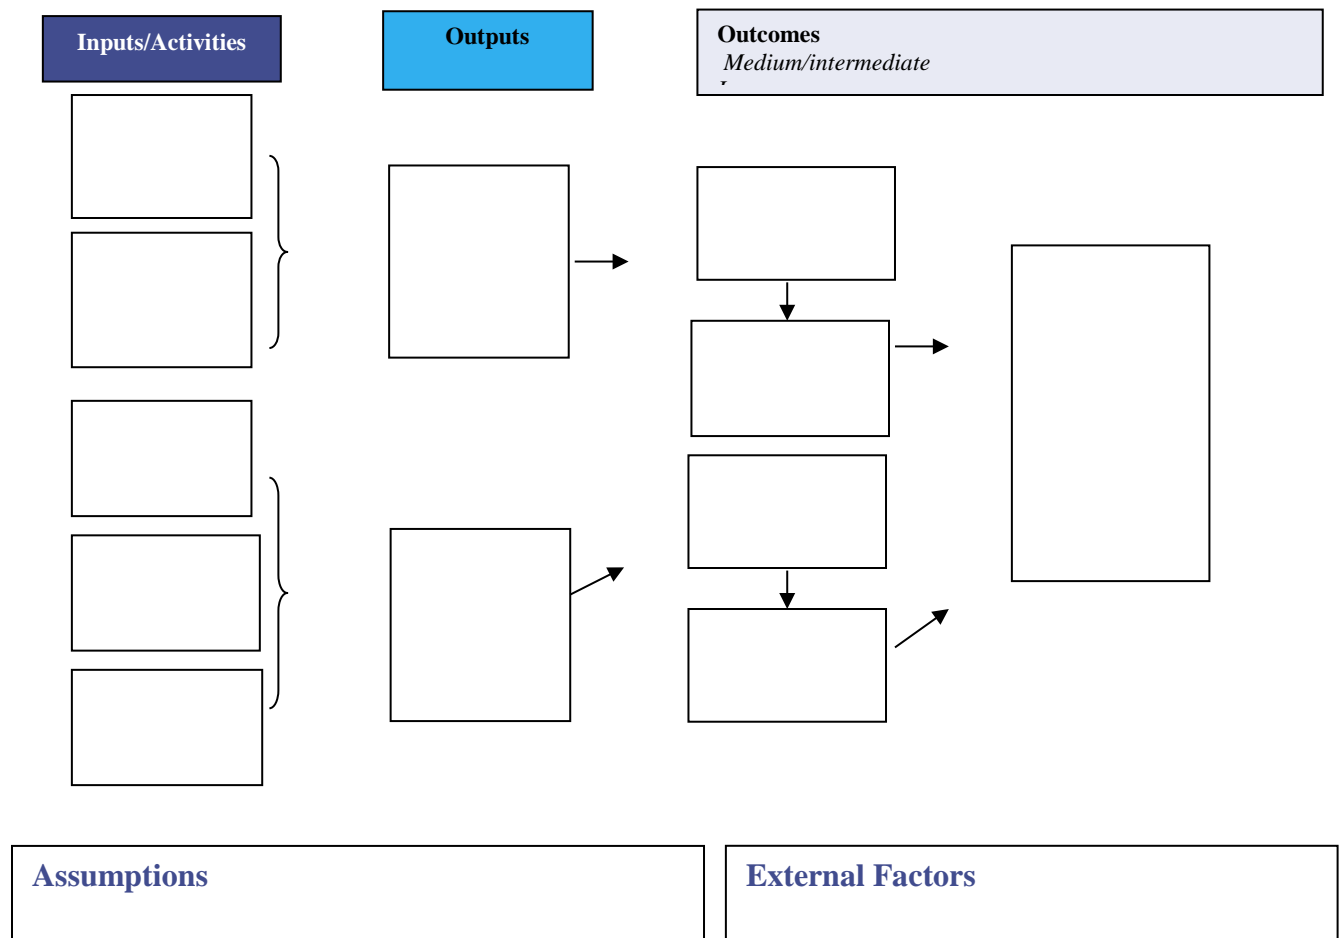 Inputs/Activities
Outputs
Outcomes
Medium/intermediate
Assumptions
External Factors